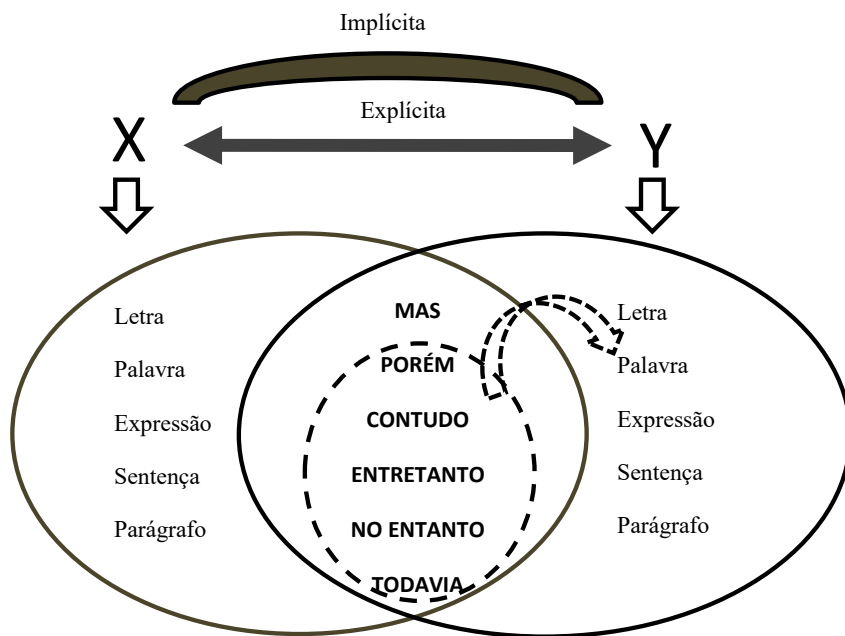 Implícita
Explícita
X
Y
Letra
Palavra
Expressão
Sentença
Parágrafo
MAS
PORÉM
CONTUDO
ENTRETANTO
NO ENTANTO
TODAVIA
Letra
Palavra
Expressão
Sentença
Parágrafo